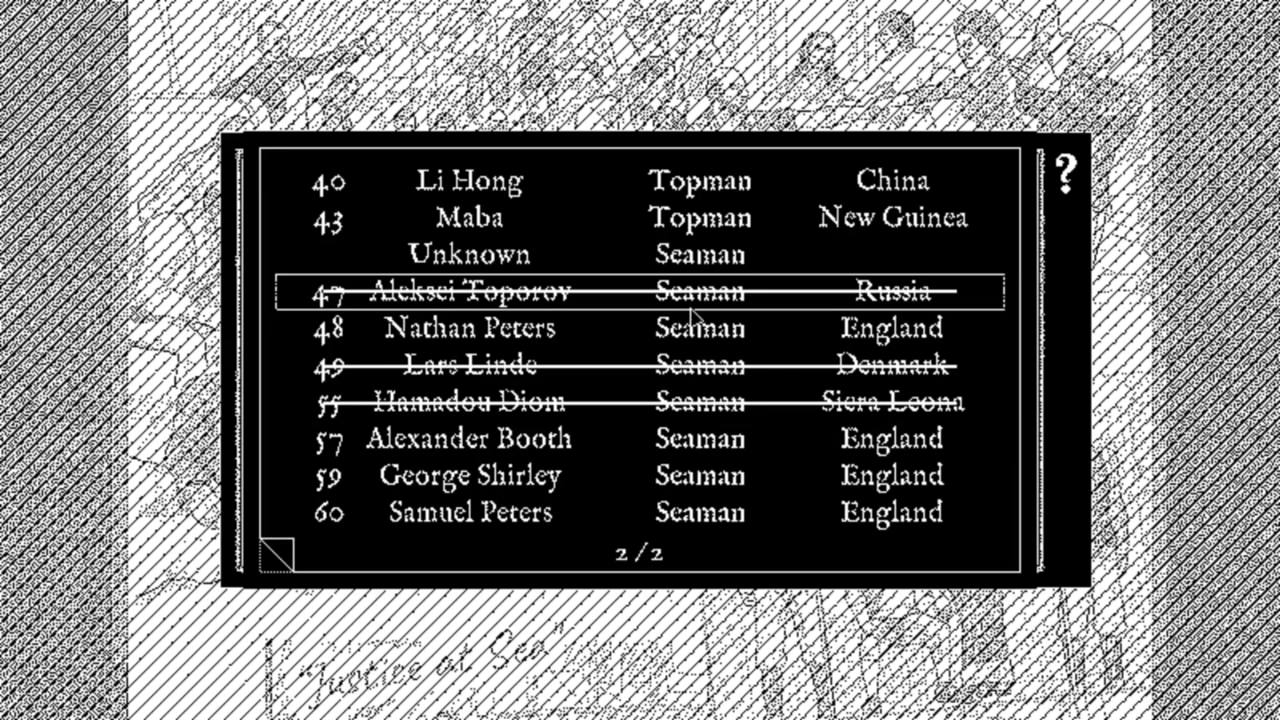 40 Li Hong Topman China
43 Maba Topman New Guinea
Unknown Seaman
47 Aleksei Toporov Seaman Russia
48 Nathan Peters Seaman England
49 Lars Linde Seaman Denmark
55 Hamadou Diom Seaman Siera Leona
57 Alexander Booth Seaman England
59 George Shirley Seaman England
60 Samuel Peters Seaman England
2/2
?
"Justice at Sea"